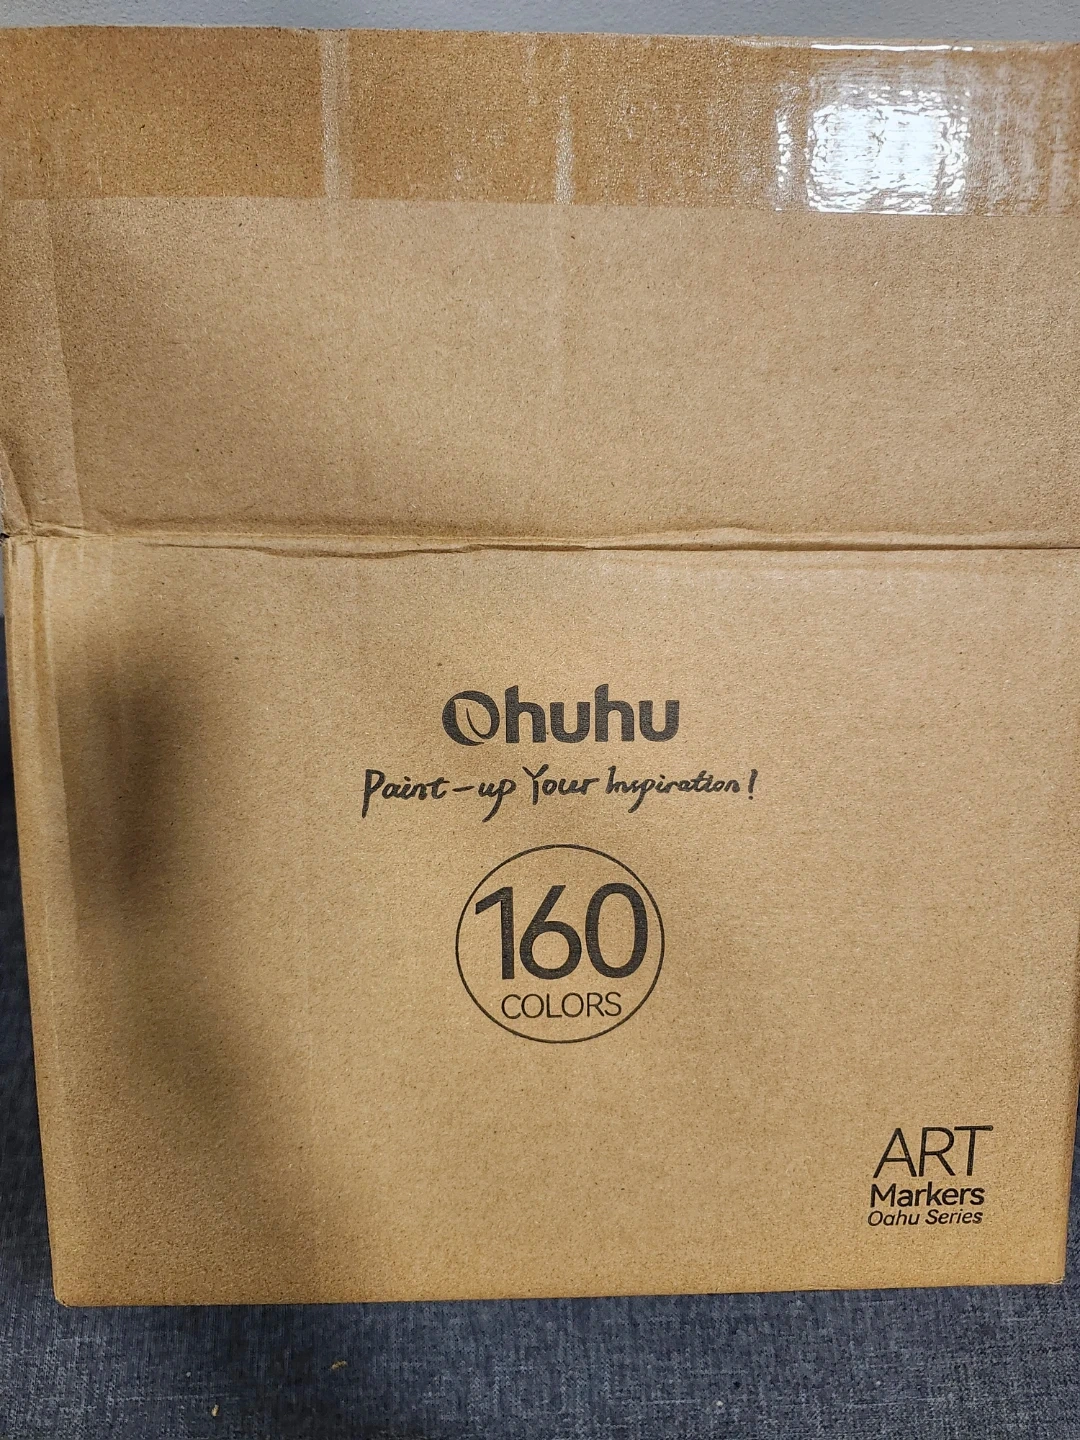 Ohuhu
Paint-up Your Inspiration!
160
COLORS
ART
Markers
Oahu Series